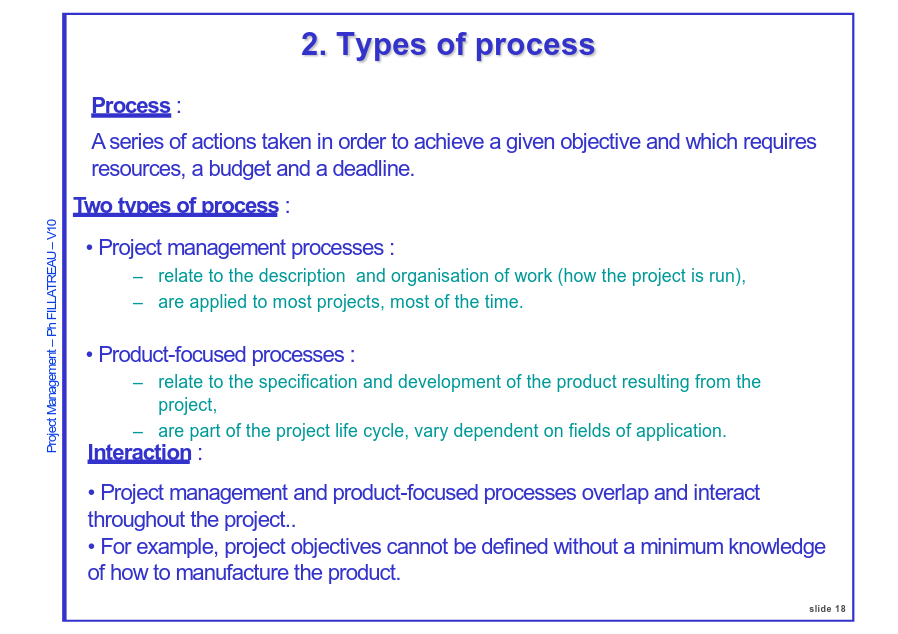 2. Types of process
Process :
A series of actions taken in order to achieve a given objective and which requires
resources, a budget and a deadline.
Two types of process :
• Project management processes :
– relate to the description  and organisation of work (how the project is run),
– are applied to most projects, most of the time.
• Product-focused processes :
– relate to the specification and development of the product resulting from the
project,
– are part of the project life cycle, vary dependent on fields of application.
Interaction :
• Project management and product-focused processes overlap and interact
throughout the project..
• For example, project objectives cannot be defined without a minimum knowledge
of how to manufacture the product.
Project Management – Ph FILLATREAU – V10
slide 18